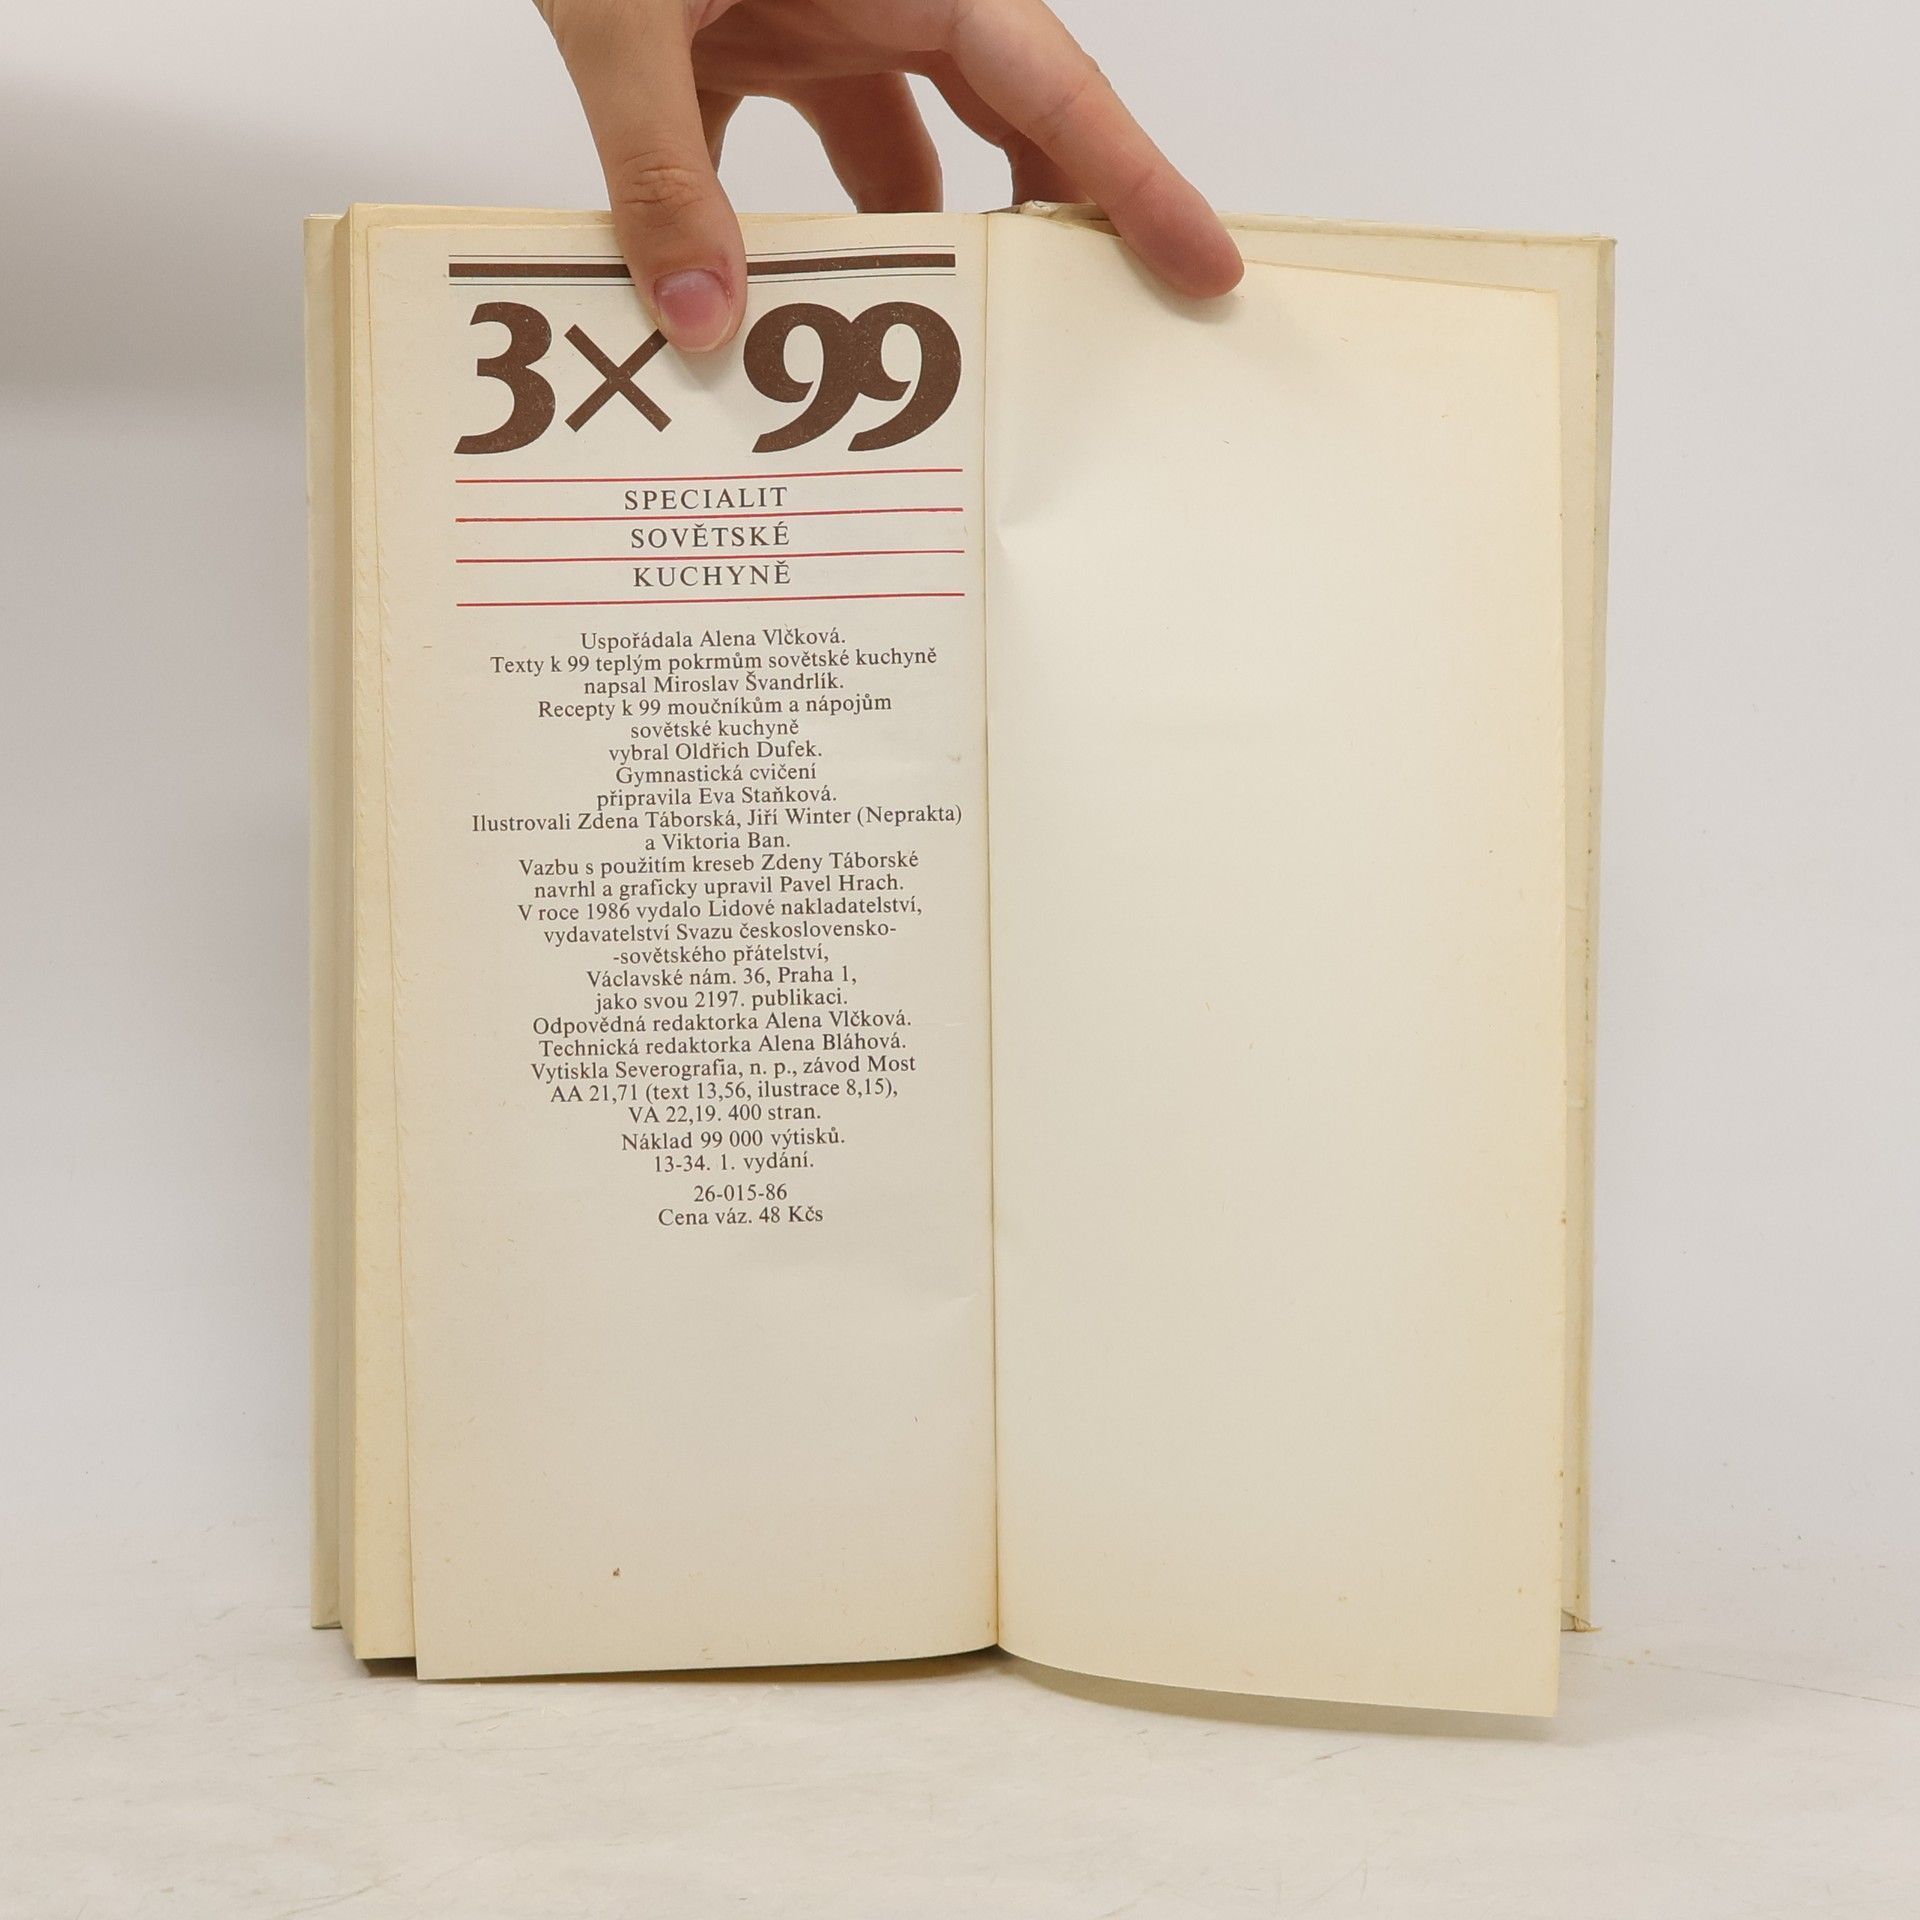 3× 99
SPECIALIT
SOVĚTSKÉ
KUCHYNĚ
Uspořádala Alena Vlčková.
Texty k 99 teplým pokrmům sovětské kuchyně
napsal Miroslav Švandrlík.
Recepty k 99 moučníkům a nápojům
sovětské kuchyně
vybral Oldřich Dufek.
Gymnastická cvičení
připravila Eva Staňková.
Ilustrovali Zdena Táborská, Jiří Winter (Neprakta)
a Viktoria Ban.
Vazbu s použitím kreseb Zdeny Táborské
navrhl a graficky upravil Pavel Hrach.
V roce 1986 vydalo Lidové nakladatelství,
vydavatelství Svazu československo-
-sovětského přátelství,
Václavské nám. 36, Praha 1,
jako svou 2197. publikaci.
Odpovědná redaktorka Alena Vlčková.
Technická redaktorka Alena Bláhová.
Vytiskla Severografia, n. p., závod Most
AA 21,71 (text 13,56, ilustrace 8,15),
VA 22,19. 400 stran.
Náklad 99 000 výtisků.
13-34. 1. vydání.
26-015-86
Cena váz. 48 Kčs